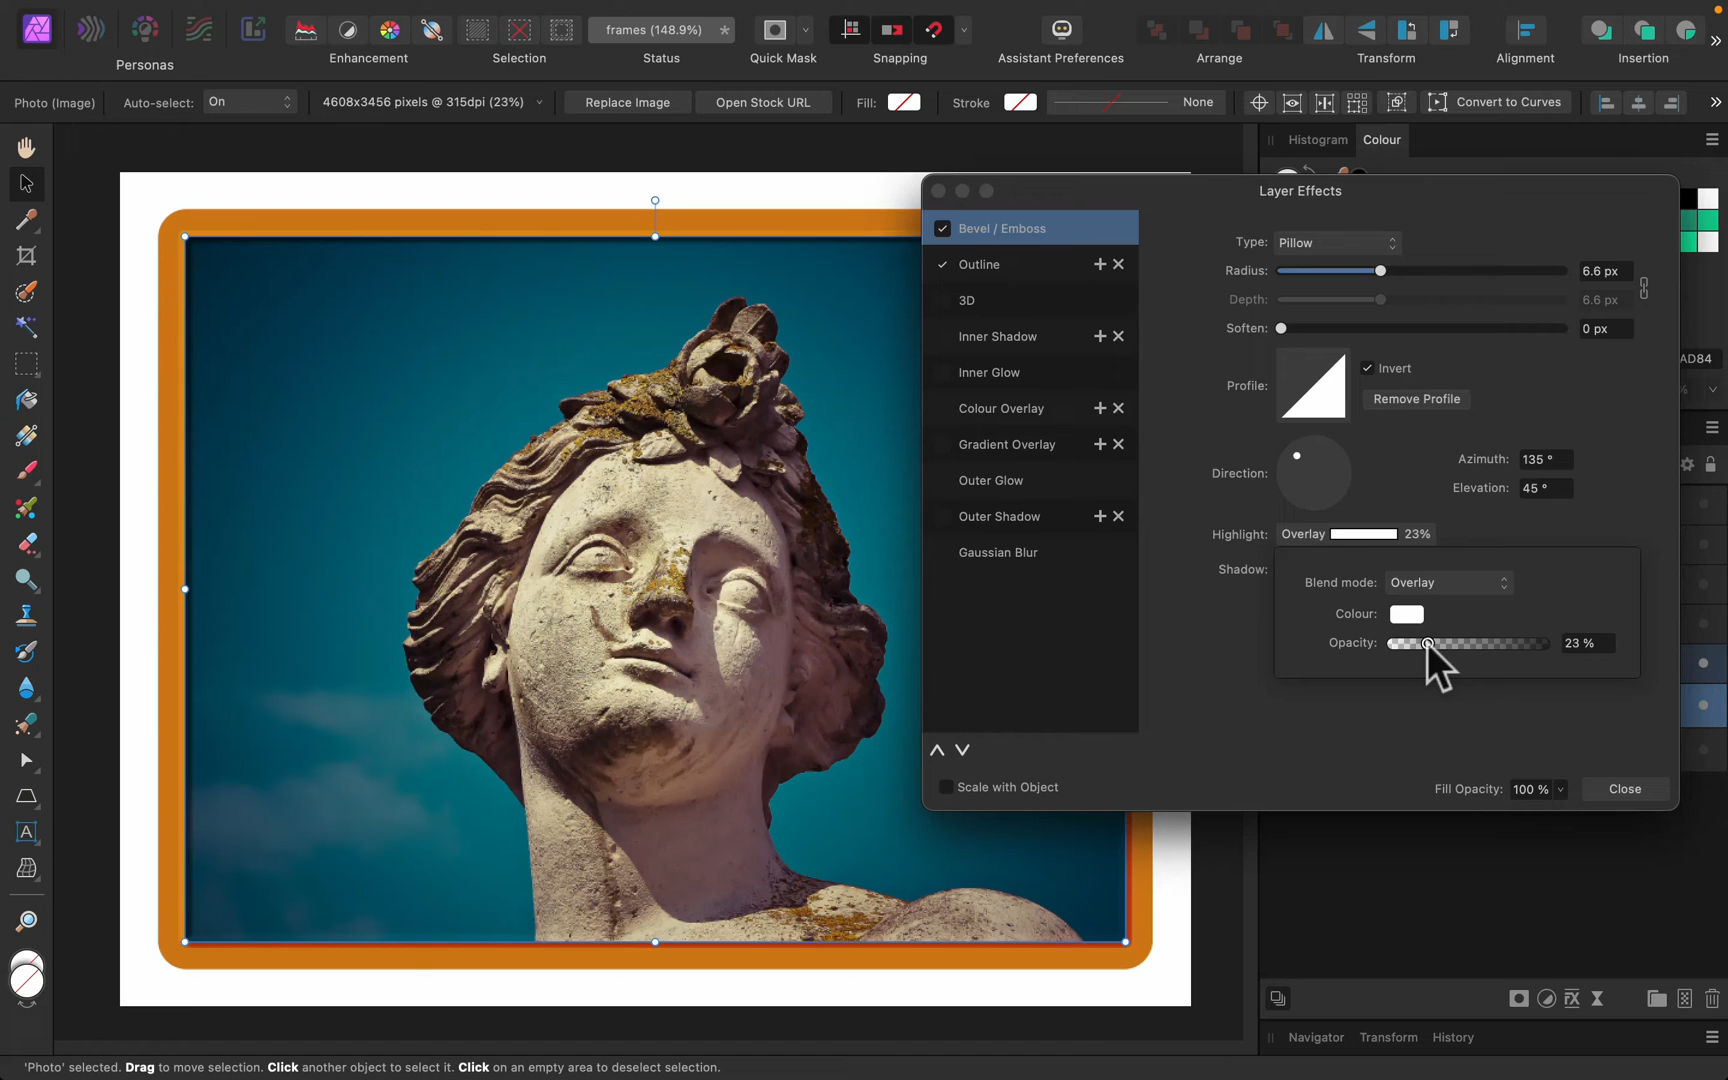 Personas
Enhancement
Selection
frames (148.9%) *
Status
Quick Mask
Snapping
Assistant Preferences
Arrange
Transform
Alignment
Insertion
Photo (Image)
Auto-select: On
4608x3456 pixels @ 315dpi (23%)
Replace Image
Open Stock URL
Fill:
Stroke
None
Convert to Curves
Histogram
Colour
Layer Effects
Bevel / Emboss
Outline
3D
Inner Shadow
Inner Glow
Colour Overlay
Gradient Overlay
Outer Glow
Outer Shadow
Gaussian Blur
Scale with Object
Type: Pillow
Radius: 6.6 px
Depth: 6.6 px
Soften: 0 px
Profile:
Invert
Remove Profile
Direction:
Azimuth: 135 °
Elevation: 45 °
Highlight: Overlay 23%
Shadow:
Blend mode: Overlay
Colour:
Opacity: 23 %
Fill Opacity: 100 %
Close
AD84
%
A
Navigator
Transform
History
'Photo' selected. Drag to move selection. Click another object to select it. Click on an empty area to deselect selection.